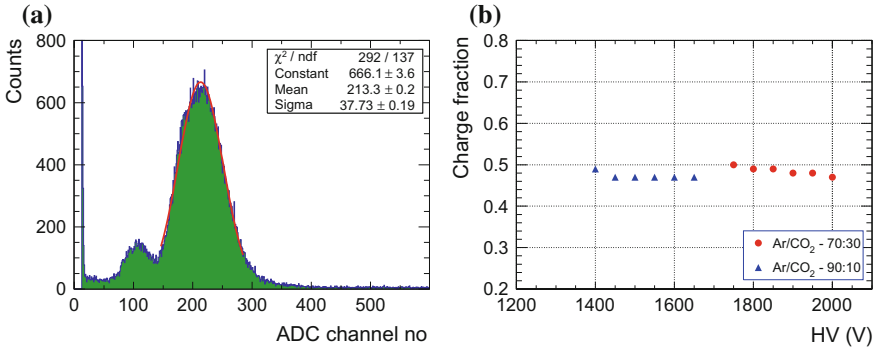 (a)
Counts
800
600
400
200
0
χ² / ndf 292 / 137
Constant 666.1 ± 3.6
Mean 213.3 ± 0.2
Sigma 37.73 ± 0.19
0 100 200 300 400 500
ADC channel no
(b)
Charge fraction
0.8
0.7
0.6
0.5
0.4
0.3
0.2
Ar/CO₂ - 70:30
Ar/CO₂ - 90:10
1200 1400 1600 1800 2000
HV (V)